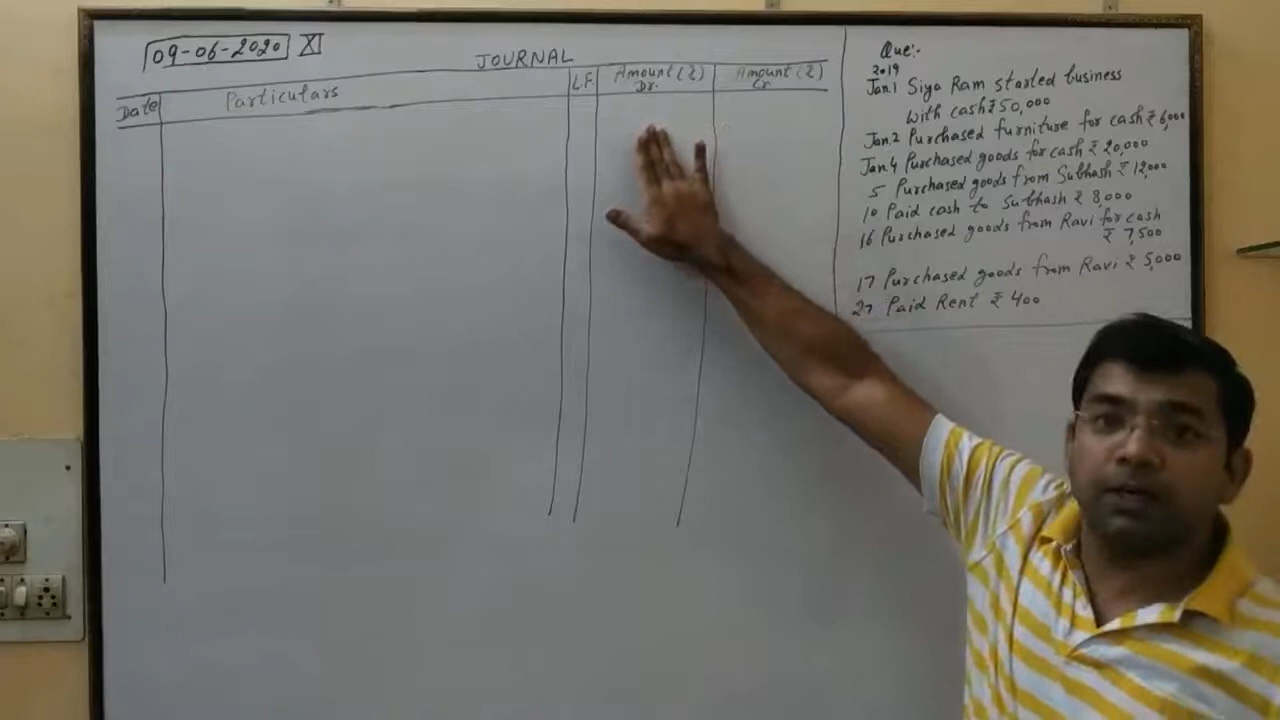 09-06-2020 XI
JOURNAL
Date Particulars L.F. Amount (₹) Dr. Amount (₹) Cr
Que:-
2019
Jan.1 Siya Ram started business
with cash ₹50,000
Jan.2 Purchased furniture for cash ₹ 6,000
Jan.4 Purchased goods for cash ₹ 20,000
5 Purchased goods from Subhash ₹ 12,000
10 Paid cash to Subhash ₹ 8,000
16 Purchased goods from Ravi for cash
₹ 7,500
17 Purchased goods from Ravi ₹ 5,000
27 Paid Rent ₹ 400